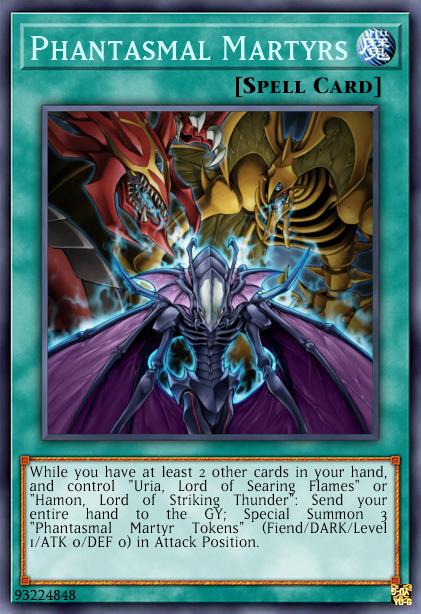 PHANTASMAL MARTYRS 魔
[SPELL CARD]
While you have at least 2 other cards in your hand,
and control "Uria, Lord of Searing Flames" or
"Hamon, Lord of Striking Thunder": Send your
entire hand to the GY; Special Summon 3
"Phantasmal Martyr Tokens" (Fiend/DARK/Level
1/ATK 0/DEF 0) in Attack Position.
93224848